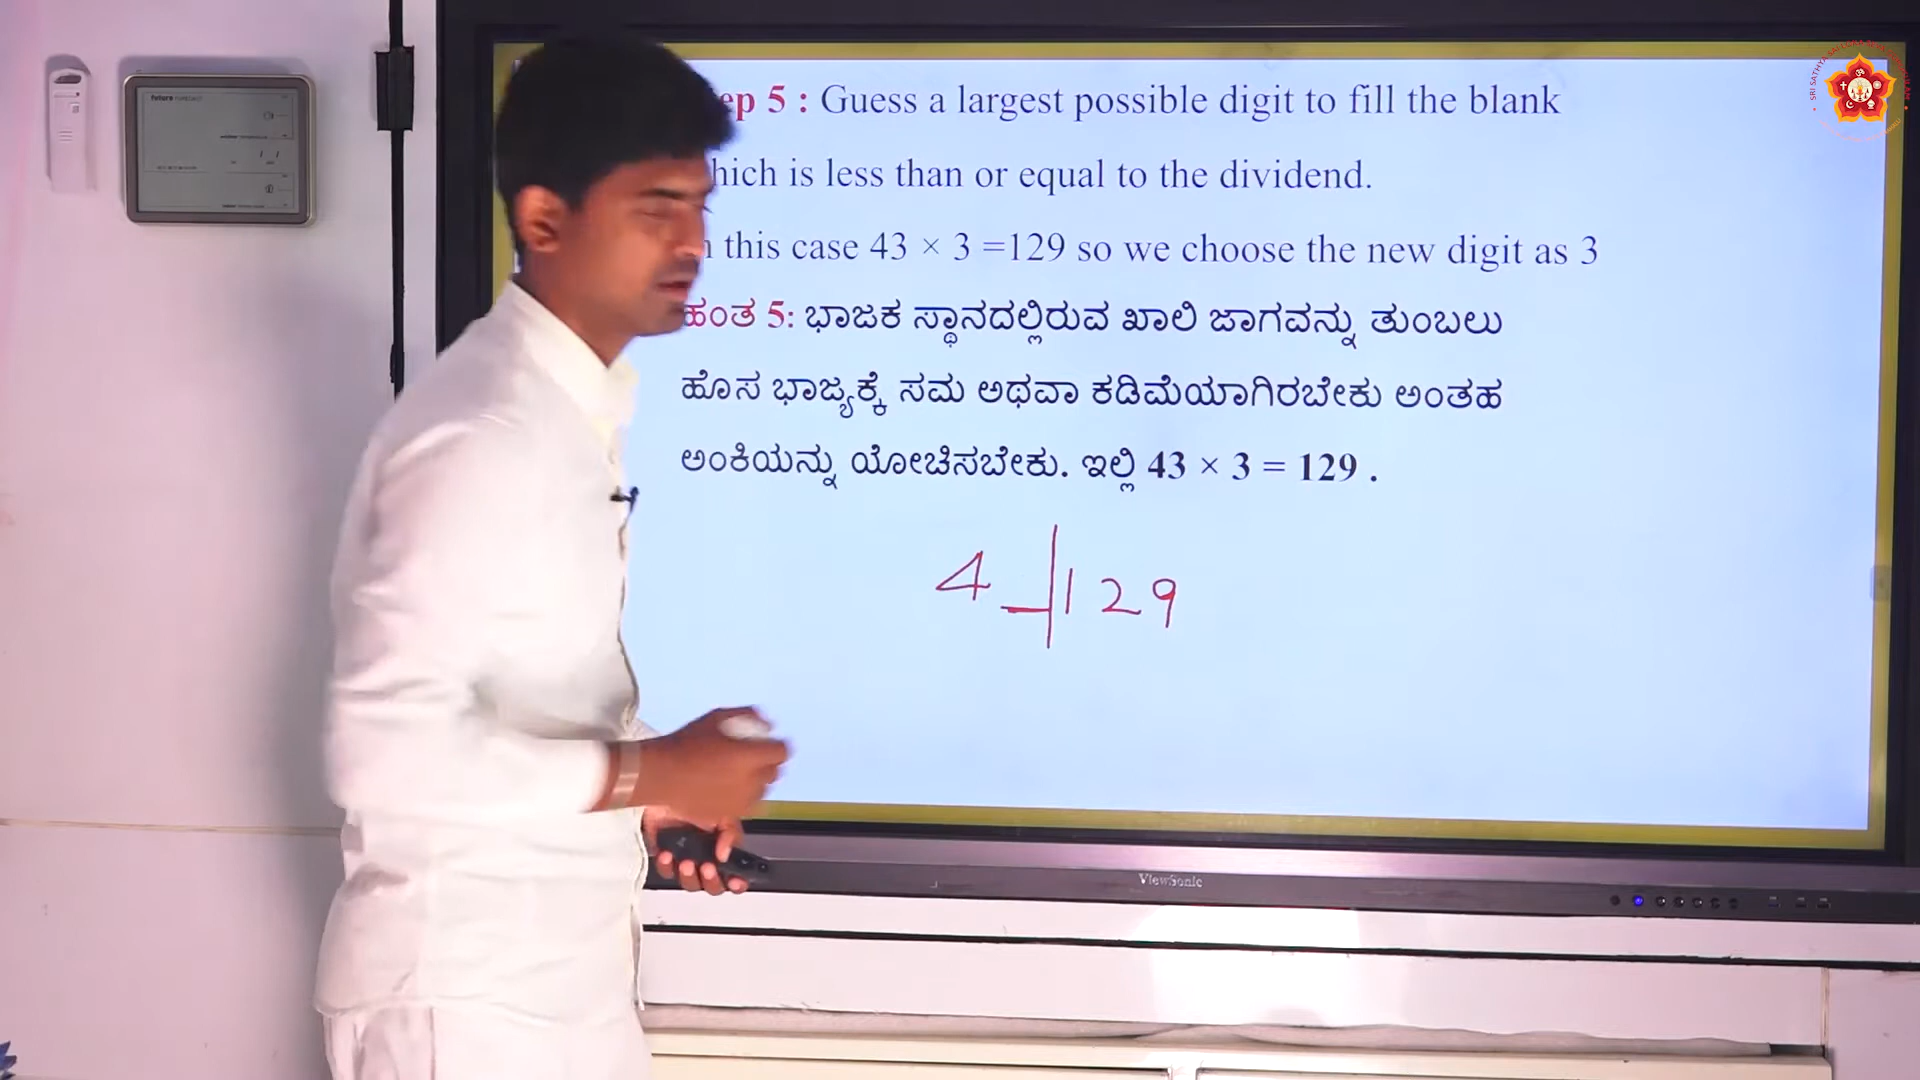 ep 5 : Guess a largest possible digit to fill the blank
hich is less than or equal to the dividend.
this case 43 × 3 =129 so we choose the new digit as 3
ಹಂತ 5: ಭಾಜಕ ಸ್ಥಾನದಲ್ಲಿರುವ ಖಾಲಿ ಜಾಗವನ್ನು ತುಂಬಲು
ಹೊಸ ಭಾಜ್ಯಕ್ಕೆ ಸಮ ಅಥವಾ ಕಡಿಮೆಯಾಗಿರಬೇಕು ಅಂತಹ
ಅಂಕಿಯನ್ನು ಯೋಚಿಸಬೇಕು. ಇಲ್ಲಿ 43 × 3 = 129 .
4 _ 129
ViewSonic